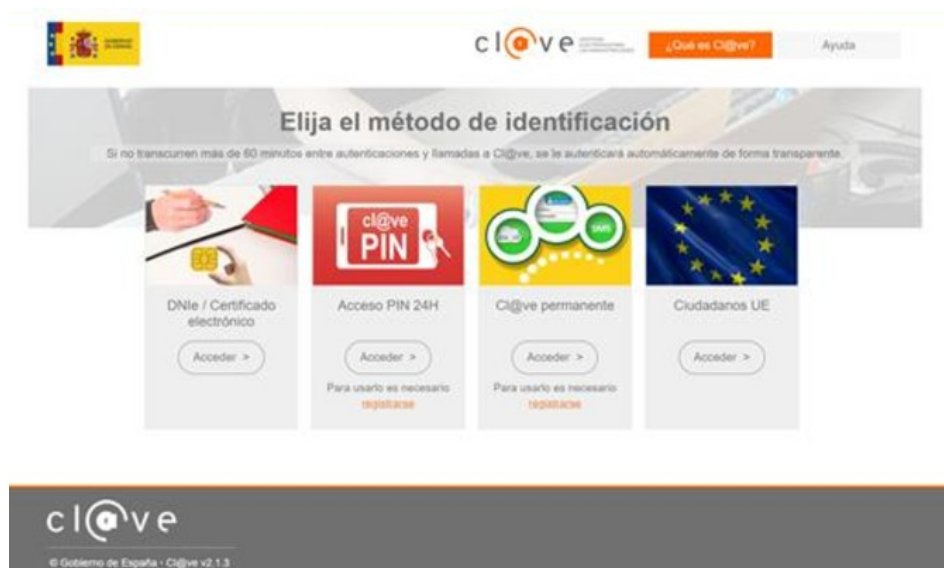 GOBIERNO
DE ESPAÑA
cl@ve
¿Qué es Cl@ve?
Ayuda
Elija el método de identificación
Si no transcurren más de 60 minutos entre autenticaciones y llamadas a Cl@ve, se le autenticará automáticamente de forma transparente.
cl@ve
PIN
SMS
DNIe / Certificado
electrónico
Acceder >
Acceso PIN 24H
Acceder >
Para usarlo es necesario
registrarse
Cl@ve permanente
Acceder >
Para usarlo es necesario
registrarse
Ciudadanos UE
Acceder >
cl@ve
© Gobierno de España - Cl@ve v2.1.3